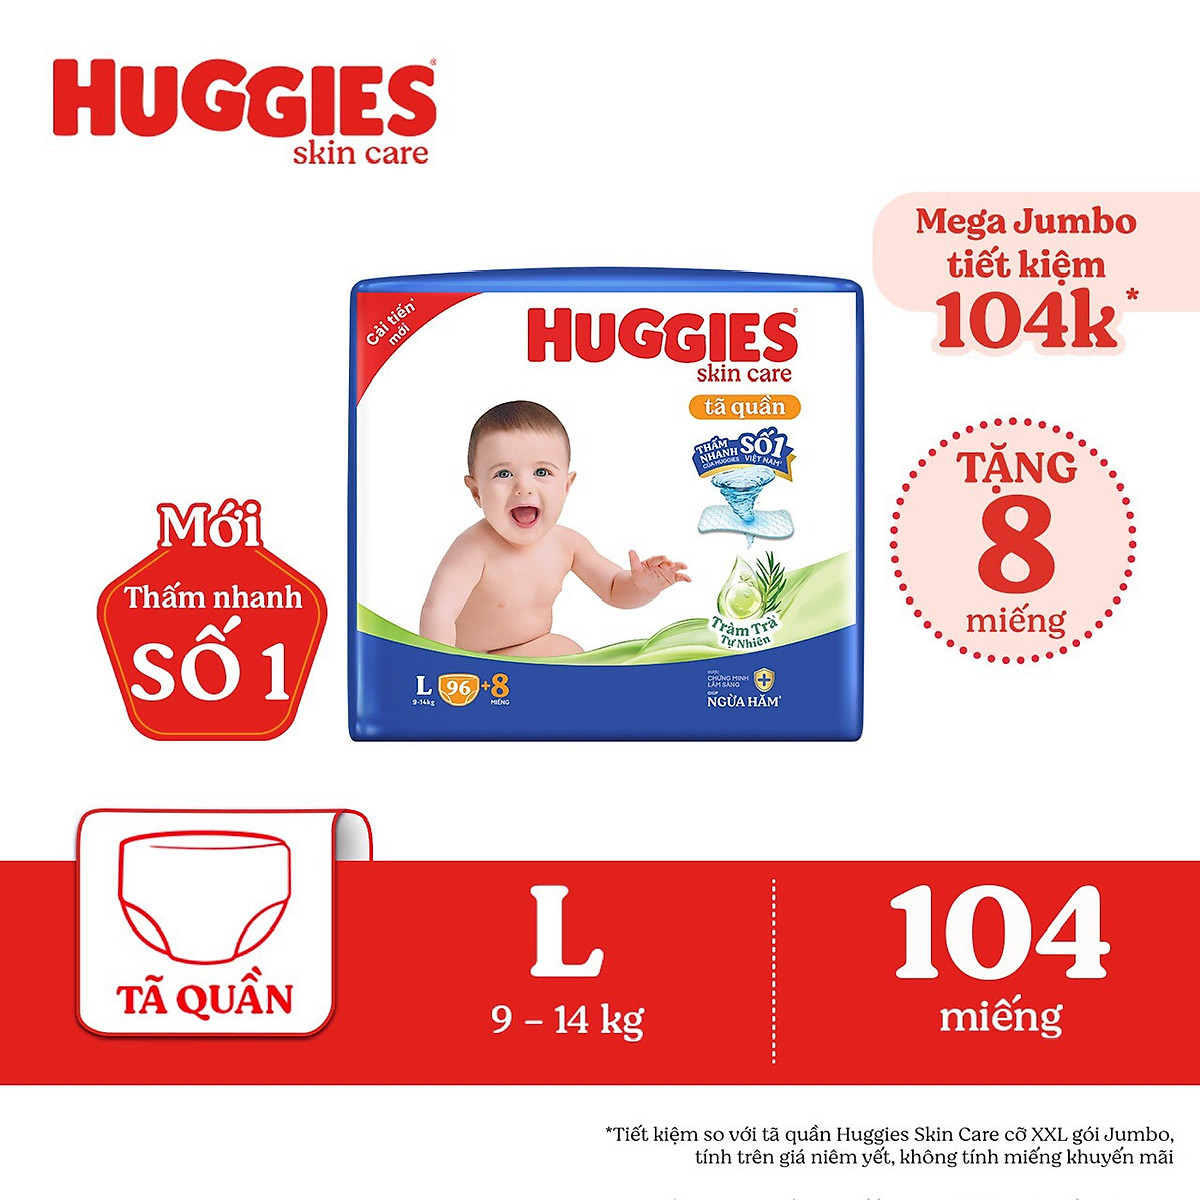 HUGGIES
skin care
Mega Jumbo
tiết kiệm
104k*
Cải tiến
mới
HUGGIES
skin care
tã quần
THẤM
NHANH
SỐ1
CỦA HUGGIES VIỆT NAM
TẶNG
8
miếng
Mới
Thấm nhanh
SỐ 1
Tràm Trà
Tự Nhiên
L 96 +8
9-14kg MIẾNG
ĐƯỢC
CHỨNG MINH
LÂM SÀNG
GIÚP
NGỪA HĂM
TÃ QUẦN
L
9 – 14 kg
104
miếng
*Tiết kiệm so với tã quần Huggies Skin Care cỡ XXL gói Jumbo,
tính trên giá niêm yết, không tính miếng khuyến mãi